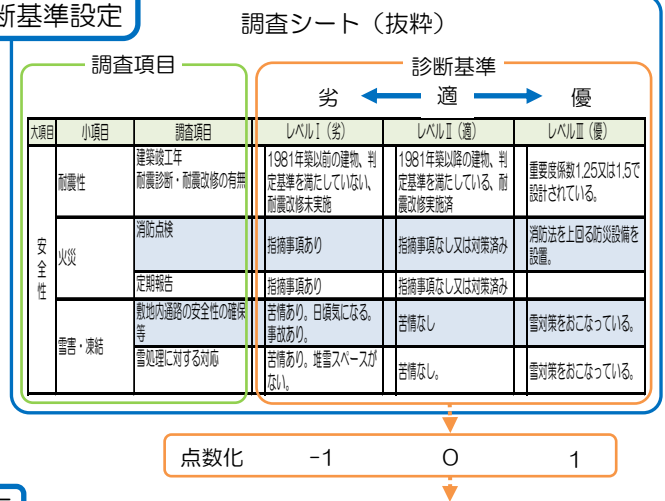 断基準設定
調査シート（抜粋）
調査項目
診断基準
劣 適 優
大項目 小項目 調査項目 レベルⅠ（劣） レベルⅡ（適） レベルⅢ（優）
安全性
耐震性
建築竣工年
耐震診断・耐震改修の有無
1981年築以前の建物、判
定基準を満たしていない、
耐震改修未実施
1981年築以降の建物、判
定基準を満たしている、耐
震改修実施済
重要度係数1.25又は1.5で
設計されている。
火災
消防点検
指摘事項あり
指摘事項なし又は対策済み
消防法を上回る防災設備を
設置。
定期報告
指摘事項あり
指摘事項なし又は対策済み
雪害・凍結
敷地内通路の安全性の確保
等
苦情あり。日頃気になる。
事故あり。
苦情なし
雪対策をおこなっている。
雪処理に対する対応
苦情あり。堆雪スペースが
ない。
苦情なし。
雪対策をおこなっている。
点数化 -1 0 1